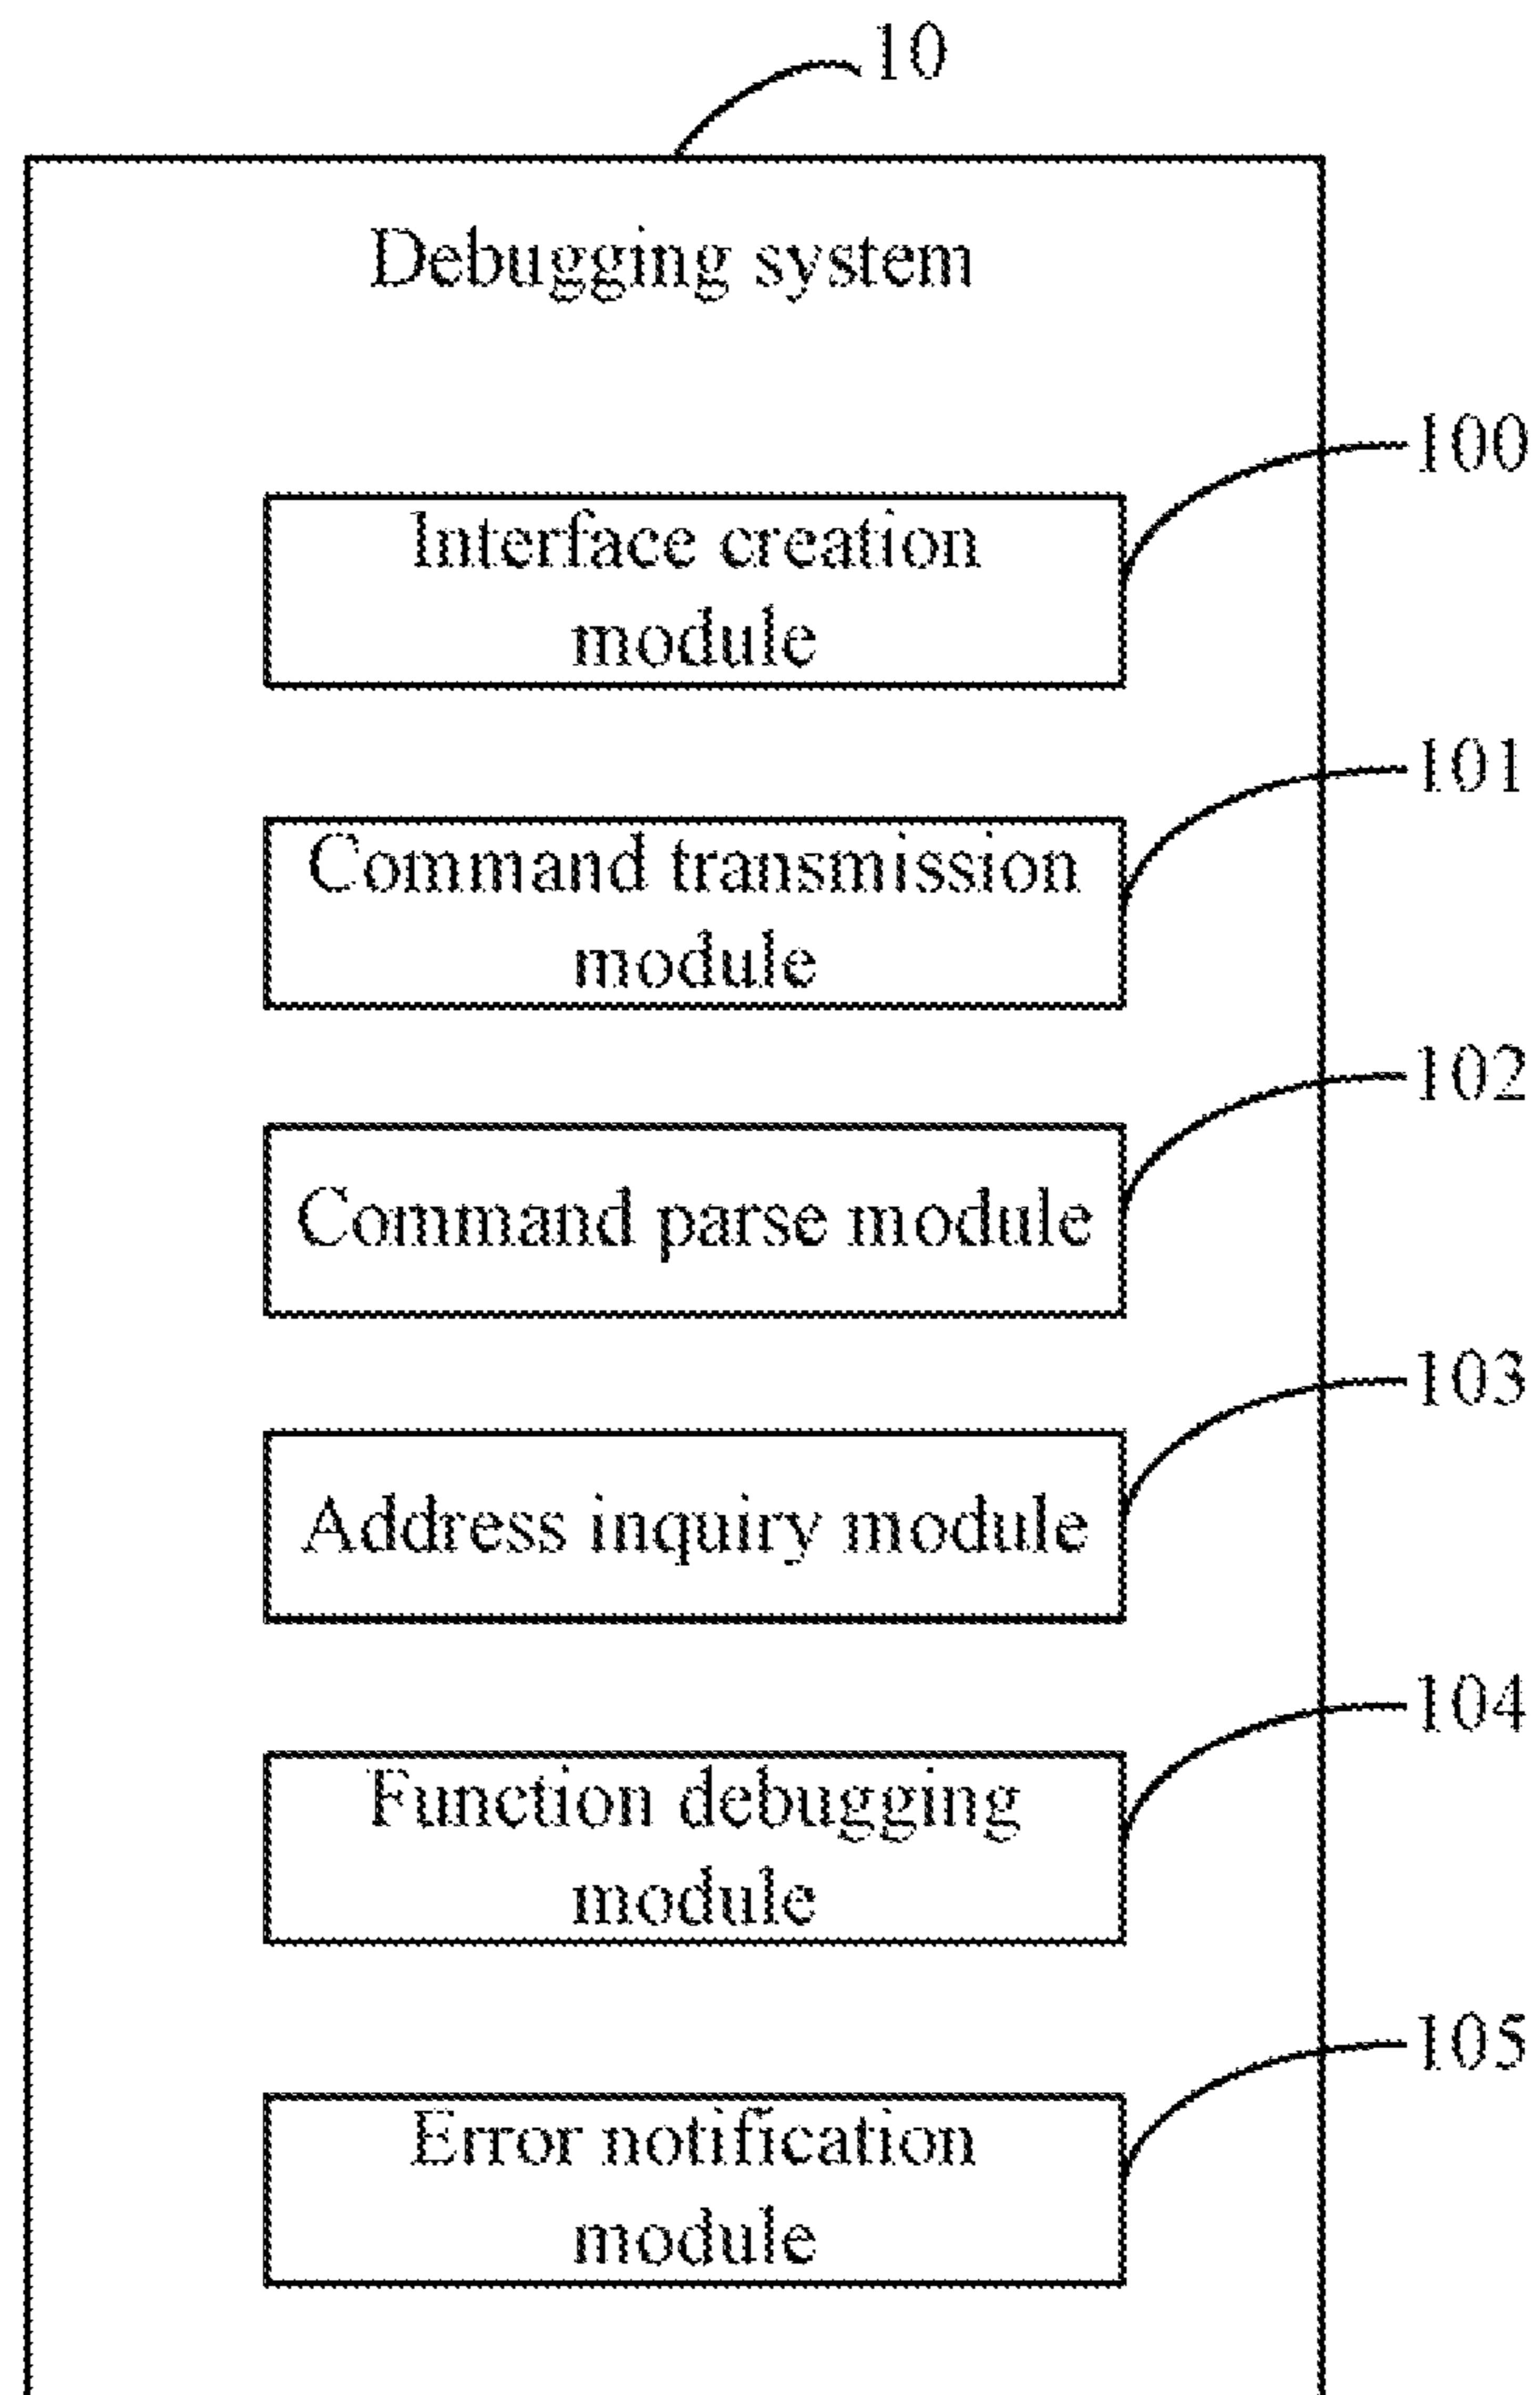 10
Debugging system
100
Interface creation
module
101
Command transmission
module
102
Command parse module
103
Address inquiry module
104
Function debugging
module
105
Error notification
module